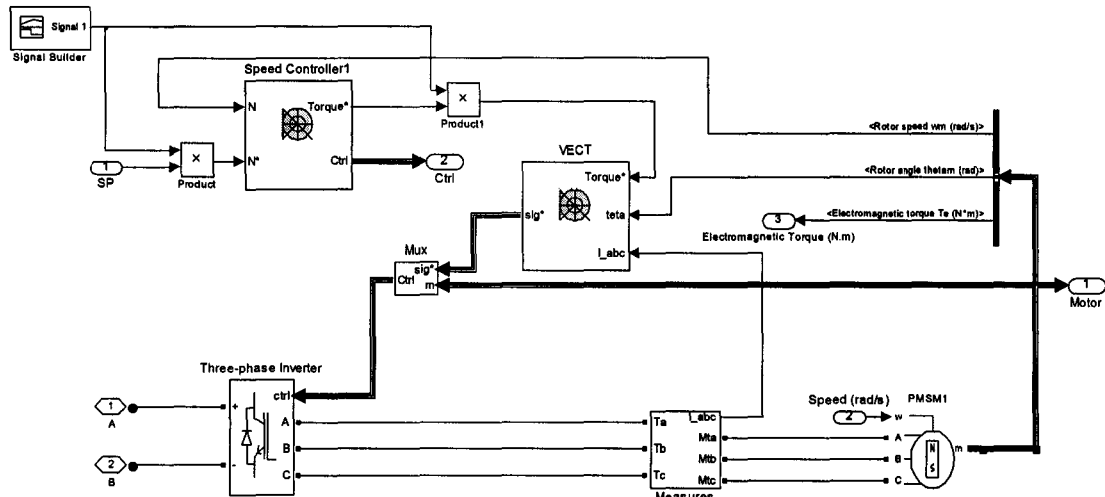 Signal 1
Signal Builder
Speed Controller1
N
Torque*
N*
Ctrl
×
Product1
×
Product
1
SP
2
Ctrl
VECT
Torque*
sig*
teta
I_abc
<Rotor speed wm (rad/s)>
<Rotor angle thetam (rad)>
<Electromagnetic torque Te (N*m)>
3
Electromagnetic Torque (N.m)
Mux
sig*
Ctrl
m
1
Motor
Three-phase Inverter
ctrl
1
A
+
A
B
2
B
-
C
Ta
Tb
Tc
I_abc
Mta
Mtb
Mtc
Measures
Speed (rad/s)
2
PMSM1
w
A
B
C
N
S
m